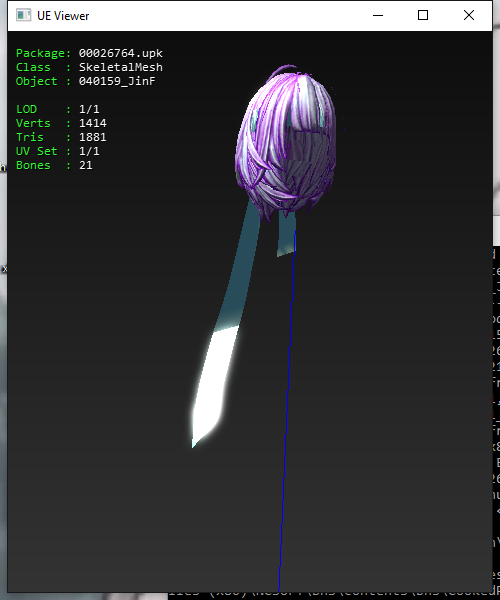 UE Viewer
Package: 00026764.upk
Class : SkeletalMesh
Object : 040159_JinF
LOD : 1/1
Verts : 1414
Tris : 1881
UV Set : 1/1
Bones : 21